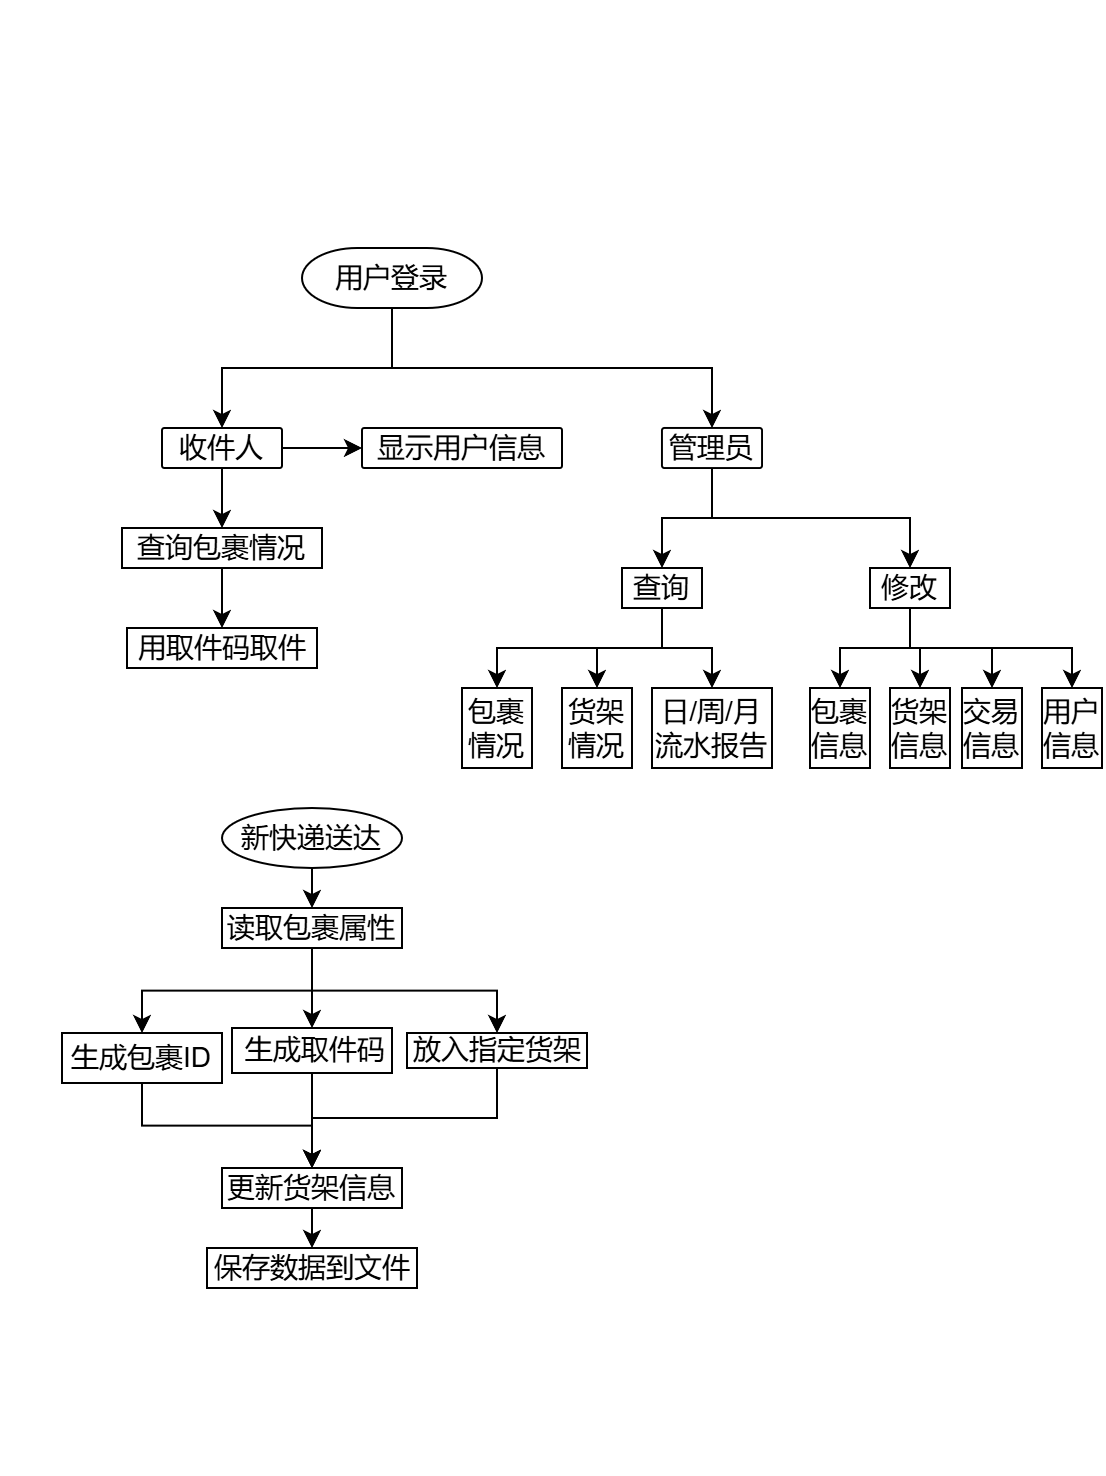 用户登录
收件人
显示用户信息
管理员
查询包裹情况
查询
修改
用取件码取件
包裹
情况
货架
情况
日/周/月
流水报告
包裹
信息
货架
信息
交易
信息
用户
信息
新快递送达
读取包裹属性
生成包裹ID
生成取件码
放入指定货架
更新货架信息
保存数据到文件